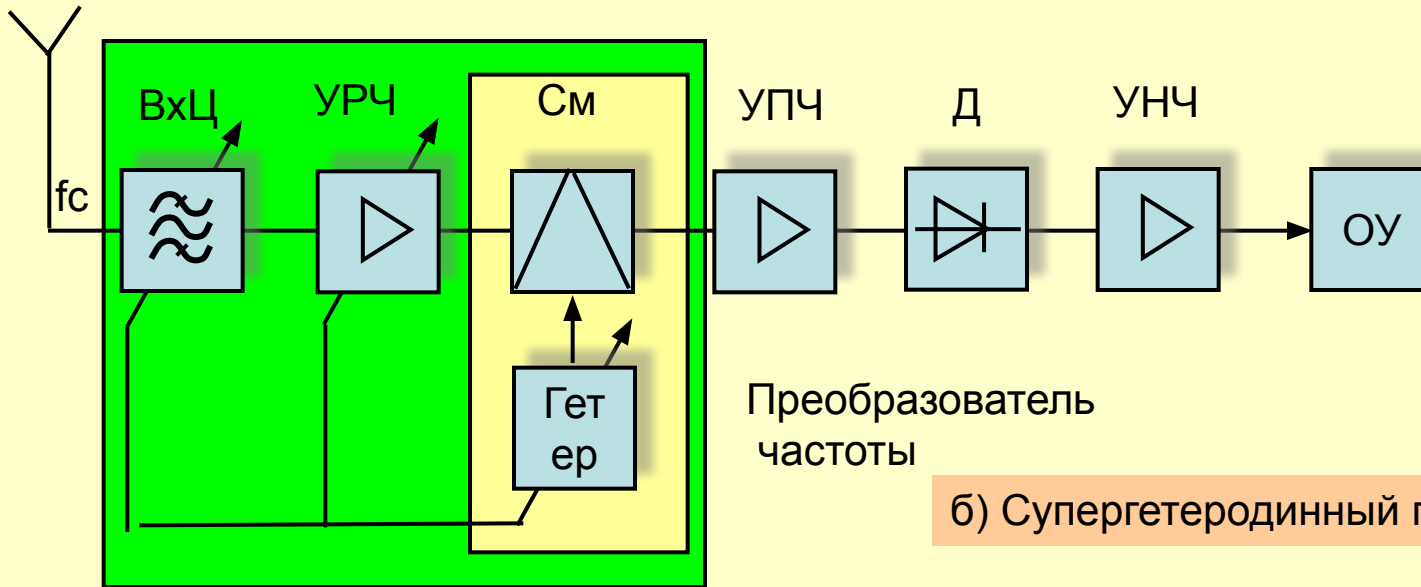 ВхЦ
УРЧ
См
УПЧ
Д
УНЧ
fc
ОУ
Гет
ер
Преобразователь
частоты
б) Супергетеродинный